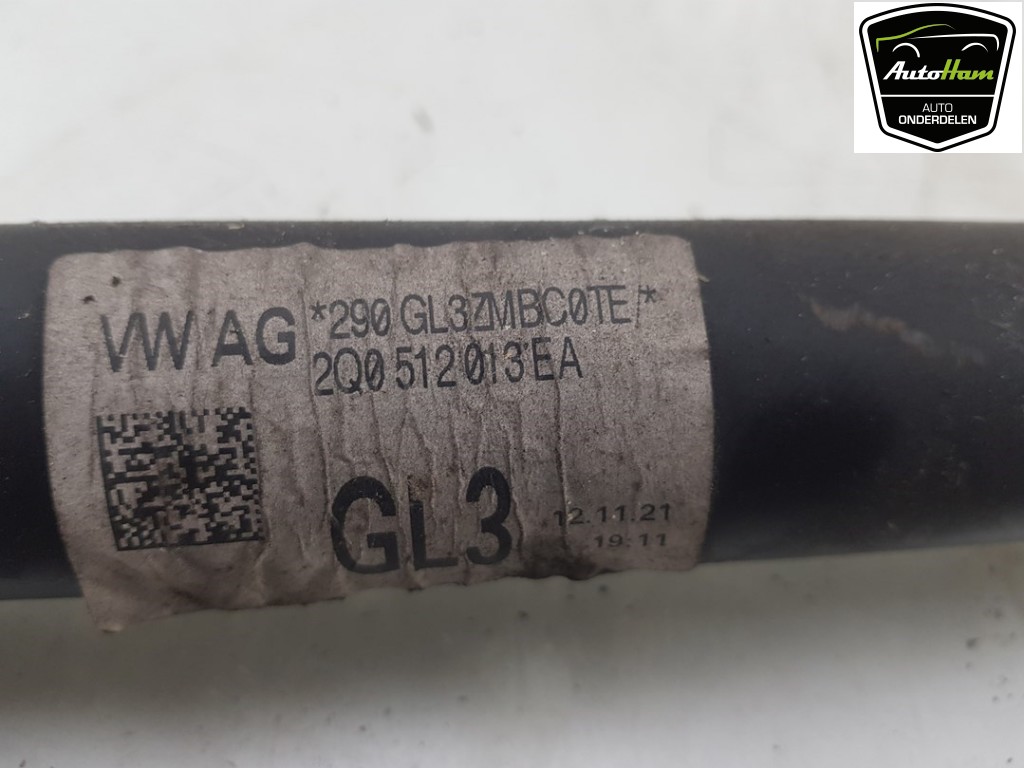 AutoHam
AUTO
ONDERDELEN
VW AG
*290 GL3ZMBC0TE*
2Q0 512 013 EA
GL3
12.11.21
19:11